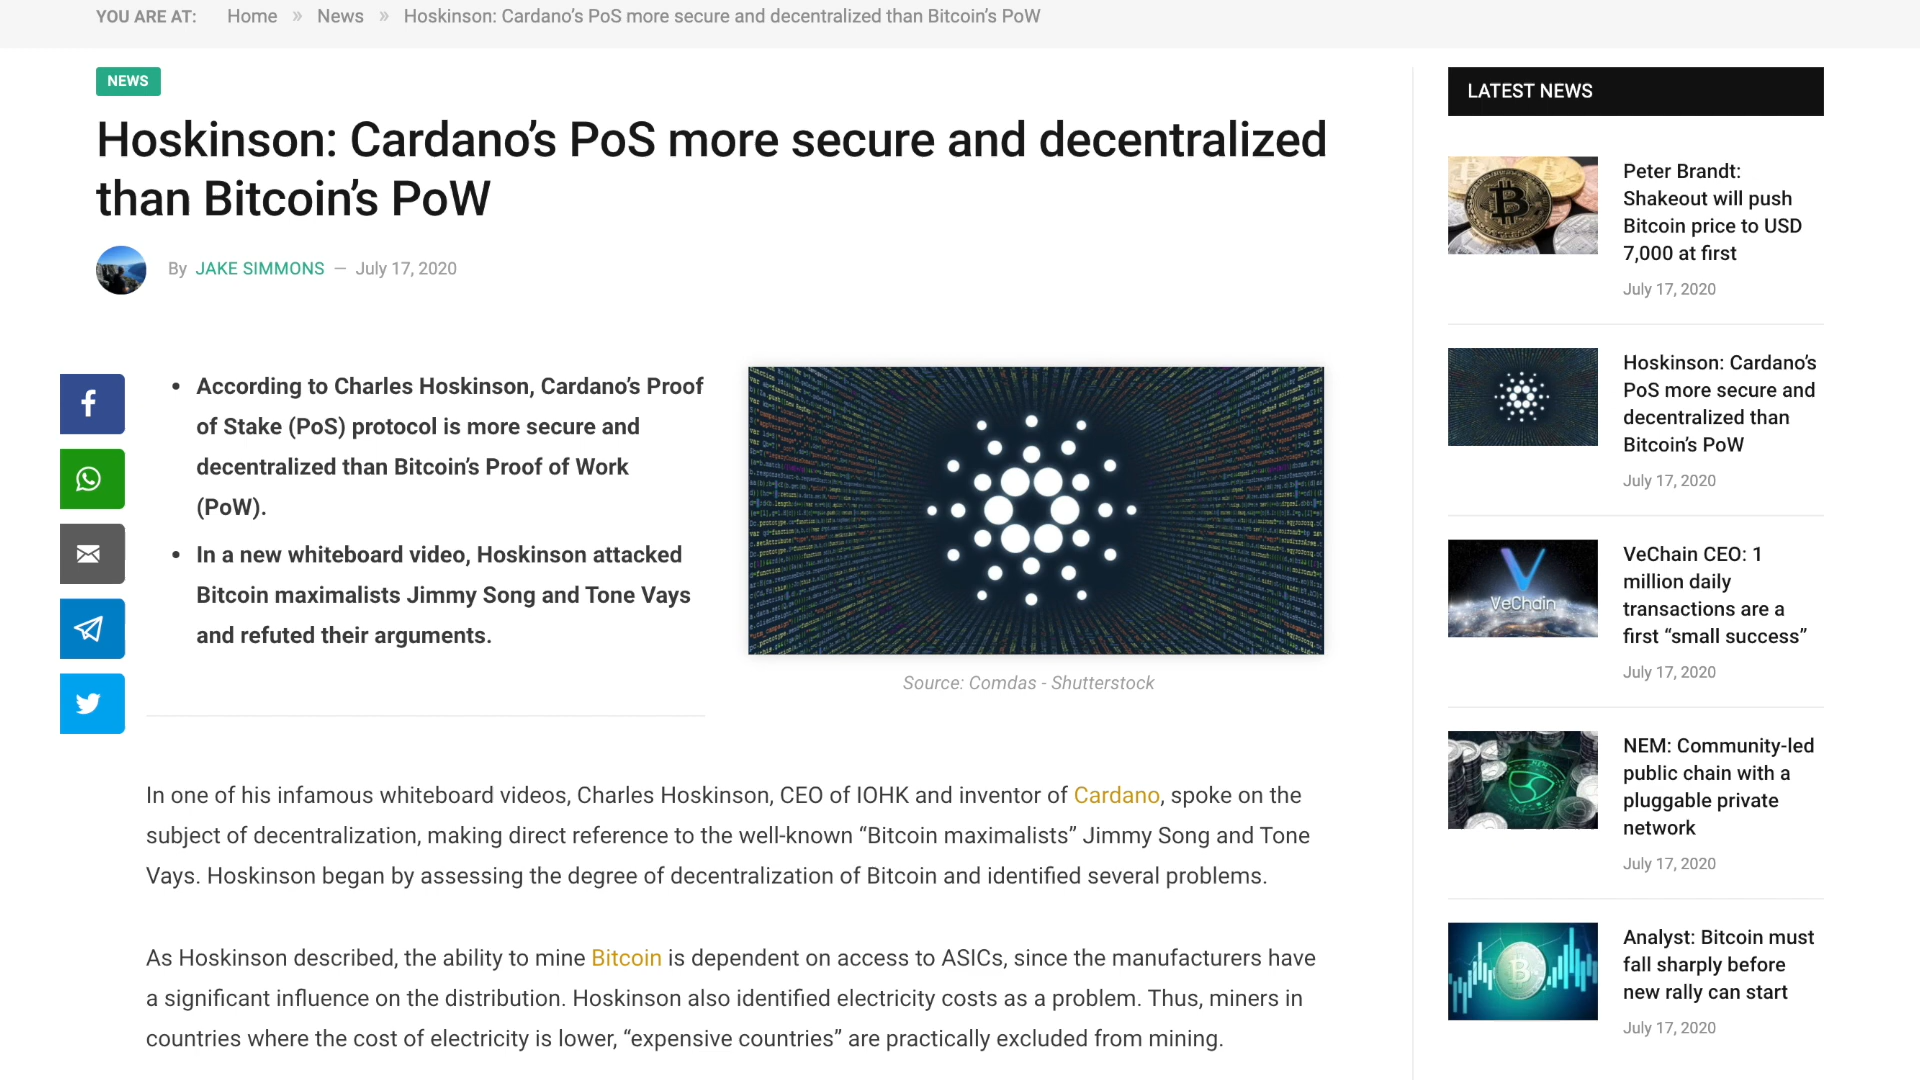 YOU ARE AT: Home » News » Hoskinson: Cardano’s PoS more secure and decentralized than Bitcoin’s PoW
NEWS
Hoskinson: Cardano’s PoS more secure and decentralized
than Bitcoin’s PoW
By JAKE SIMMONS — July 17, 2020
• According to Charles Hoskinson, Cardano’s Proof
of Stake (PoS) protocol is more secure and
decentralized than Bitcoin’s Proof of Work
(PoW).
• In a new whiteboard video, Hoskinson attacked
Bitcoin maximalists Jimmy Song and Tone Vays
and refuted their arguments.
Source: Comdas - Shutterstock
In one of his infamous whiteboard videos, Charles Hoskinson, CEO of IOHK and inventor of Cardano, spoke on the
subject of decentralization, making direct reference to the well-known “Bitcoin maximalists” Jimmy Song and Tone
Vays. Hoskinson began by assessing the degree of decentralization of Bitcoin and identified several problems.
As Hoskinson described, the ability to mine Bitcoin is dependent on access to ASICs, since the manufacturers have
a significant influence on the distribution. Hoskinson also identified electricity costs as a problem. Thus, miners in
countries where the cost of electricity is lower, “expensive countries” are practically excluded from mining.
LATEST NEWS
Peter Brandt:
Shakeout will push
Bitcoin price to USD
7,000 at first
July 17, 2020
Hoskinson: Cardano’s
PoS more secure and
decentralized than
Bitcoin’s PoW
July 17, 2020
VeChain
VeChain CEO: 1
million daily
transactions are a
first “small success”
July 17, 2020
NEM: Community-led
public chain with a
pluggable private
network
July 17, 2020
Analyst: Bitcoin must
fall sharply before
new rally can start
July 17, 2020